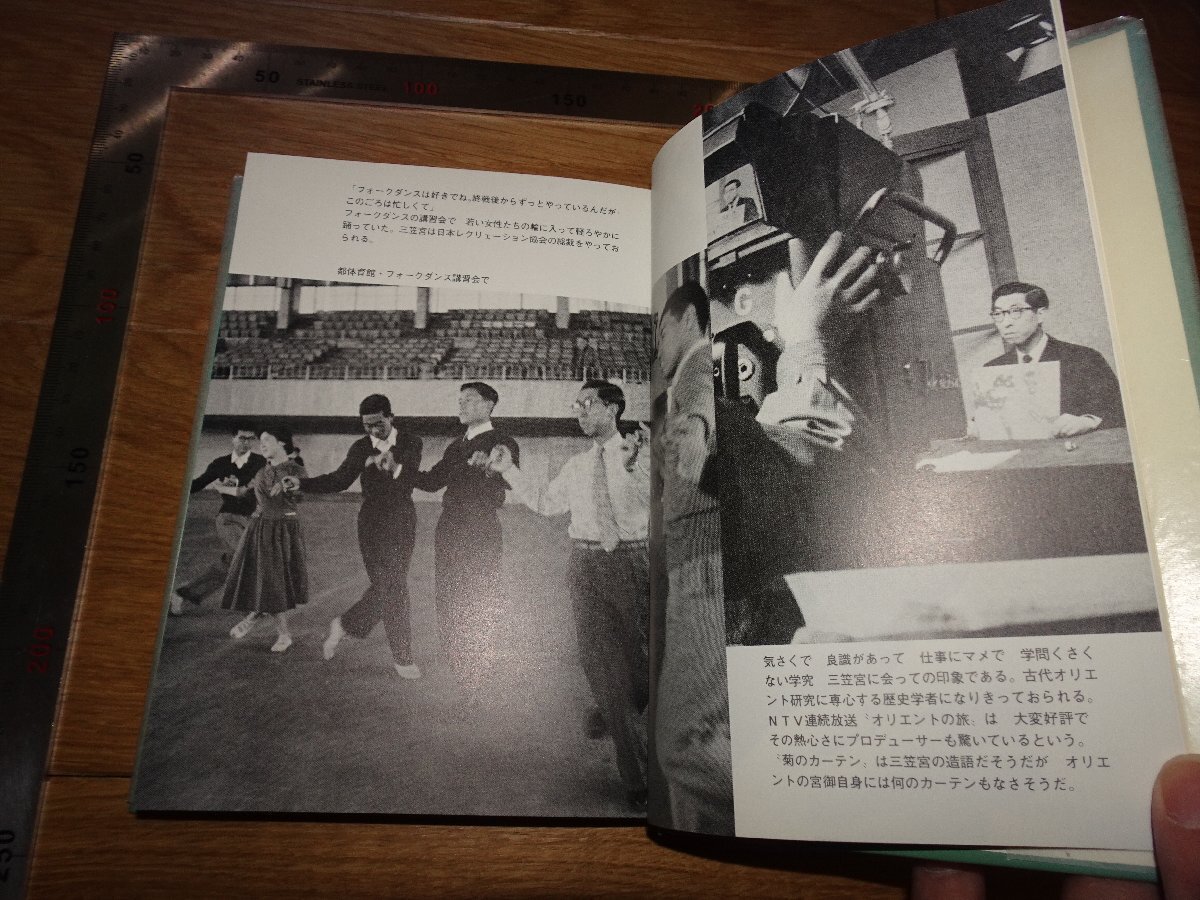 50
STAINLESS STEEL
100
150
20
50
100
150
200
250
「フォークダンスは好きでね。終戦後からずっとやっているんだが、
このごろは忙しくて」
フォークダンスの講習会で　若い女性たちの輪に入って軽ろやかに
踊っていた。三笠宮は日本レクリェーション協会の総裁をやってお
られる。
都体育館・フォークダンス講習会で
G
気さくで　良識があって　仕事にマメで　学問くさく
ない学究　三笠宮に会っての印象である。古代オリエ
ント研究に専心する歴史学者になりきっておられる。
NTV連続放送〝オリエントの旅〟は　大変好評で
その熱心さにプロデューサーも驚いているという。
〝菊のカーテン〟は三笠宮の造語だそうだが　オリエ
ントの宮御自身には何のカーテンもなさそうだ。